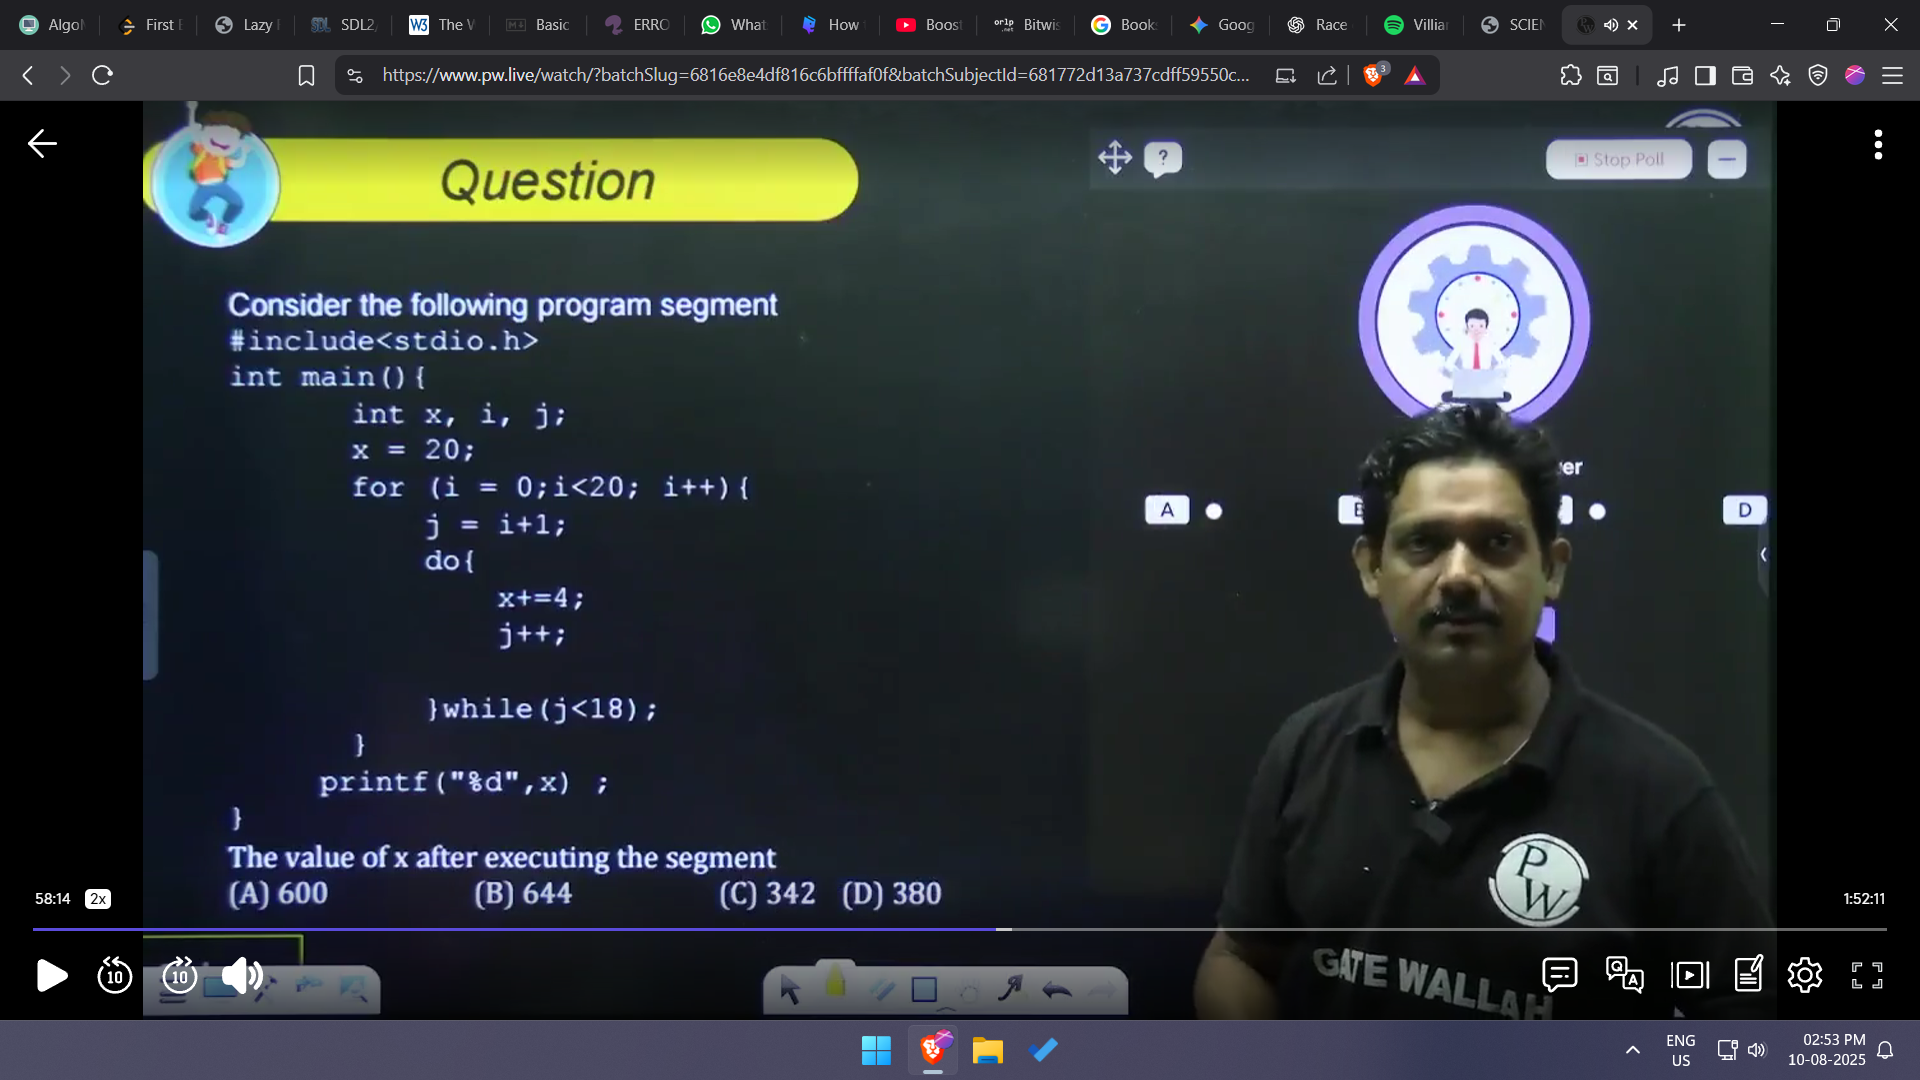 Algo
First E
Lazy
SDL2
The W
Basic
ERRO
What
How
Boost
Bitwis
Book
Goog
Race
Villiar
SCIEN
https://www.pw.live/watch/?batchSlug=6816e8e4df816c6bffffaf0f&batchSubjectId=681772d13a737cdff59550c...
3
Question
? Stop Poll
Consider the following program segment
#include<stdio.h>
int main(){
int x, i, j;
x = 20;
for (i = 0;i<20; i++){
j = i+1;
do{
x+=4;
j++;
}while(j<18);
}
printf("%d",x) ;
}
The value of x after executing the segment
(A) 600 (B) 644 (C) 342 (D) 380
er
A D
PW
GATE WALLAH
58:14 2x
1:52:11
10 10
Q A
ENG
US
02:53 PM
10-08-2025